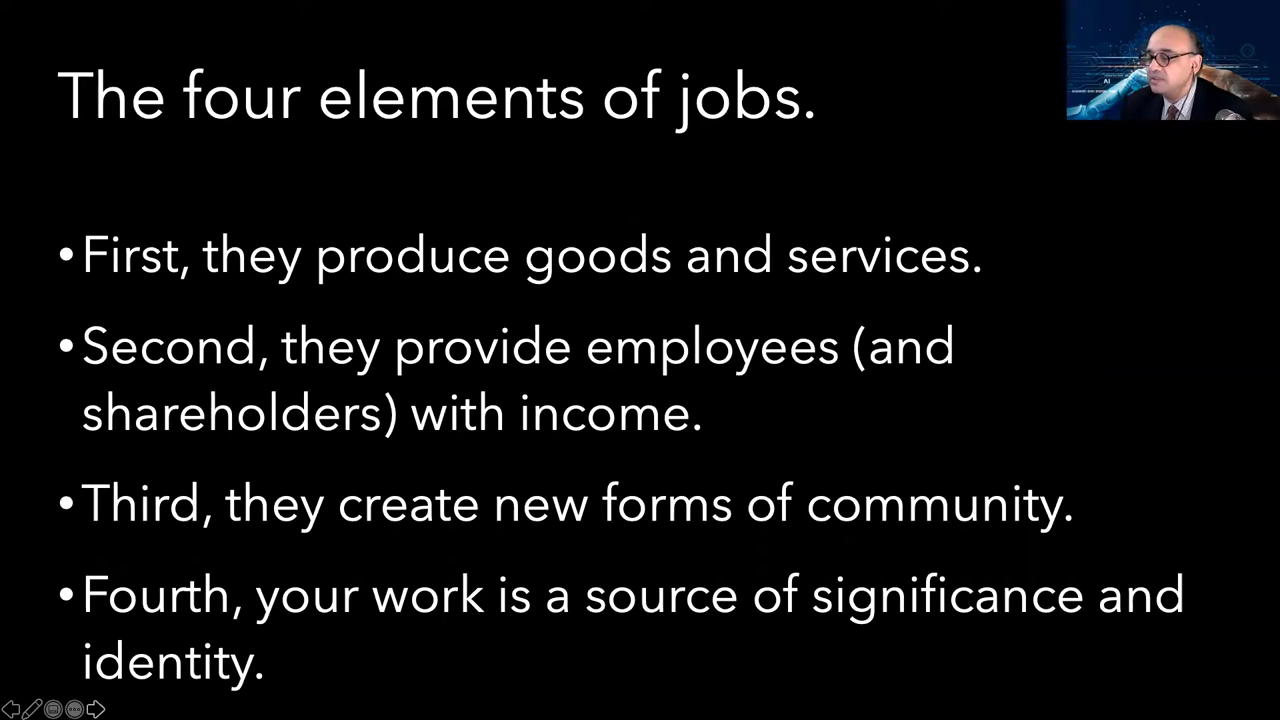 The four elements of jobs.
• First, they produce goods and services.
• Second, they provide employees (and
shareholders) with income.
• Third, they create new forms of community.
• Fourth, your work is a source of significance and
identity.
AI